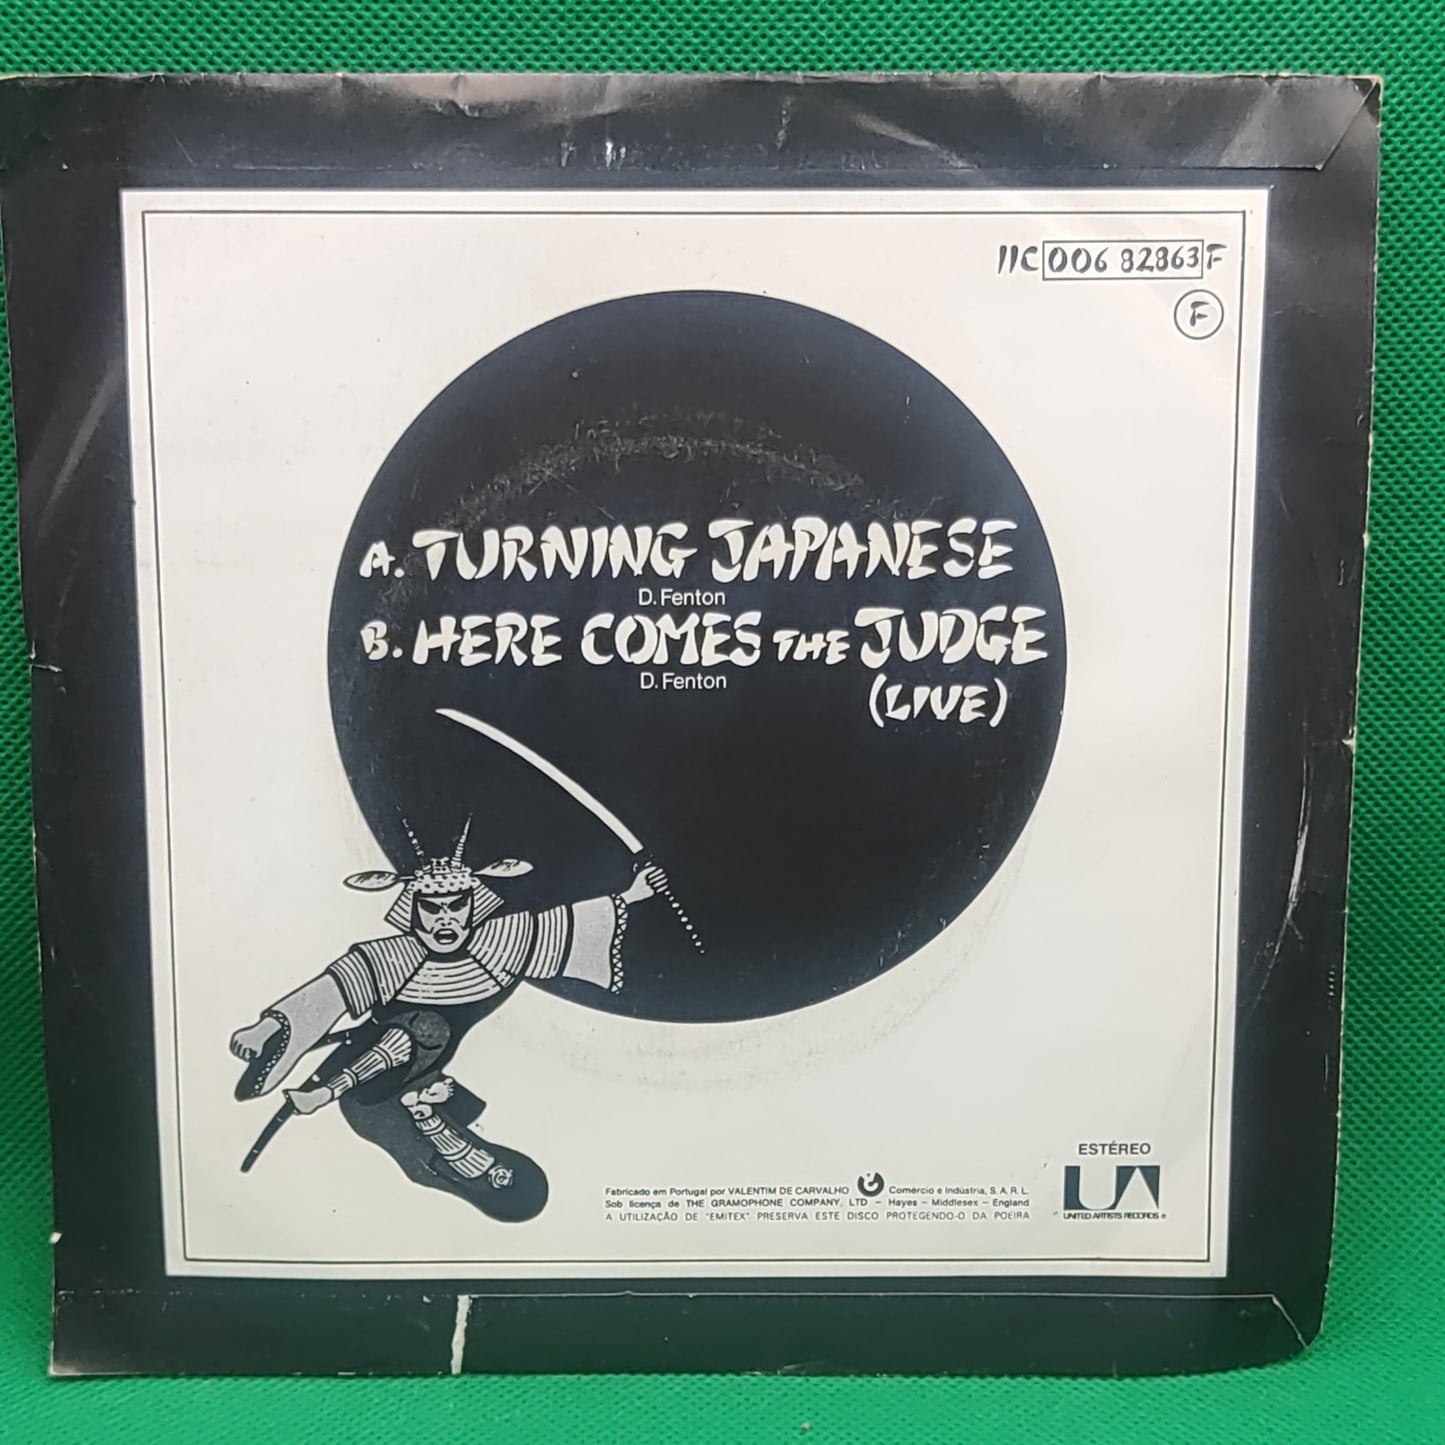 11C 006 82863 F
F
A. TURNING JAPANESE
D. Fenton
B. HERE COMES THE JUDGE
D. Fenton
(LIVE)
ESTÉREO
UA
UNITED ARTISTS RECORDS ®
Fabricado em Portugal por VALENTIM DE CARVALHO Comércio e Indústria, S. A. R. L.
Sob licença de THE GRAMOPHONE COMPANY, LTD — Hayes — Middlesex — England
A UTILIZAÇÃO DE "EMITEX" PRESERVA ESTE DISCO PROTEGENDO-O DA POEIRA